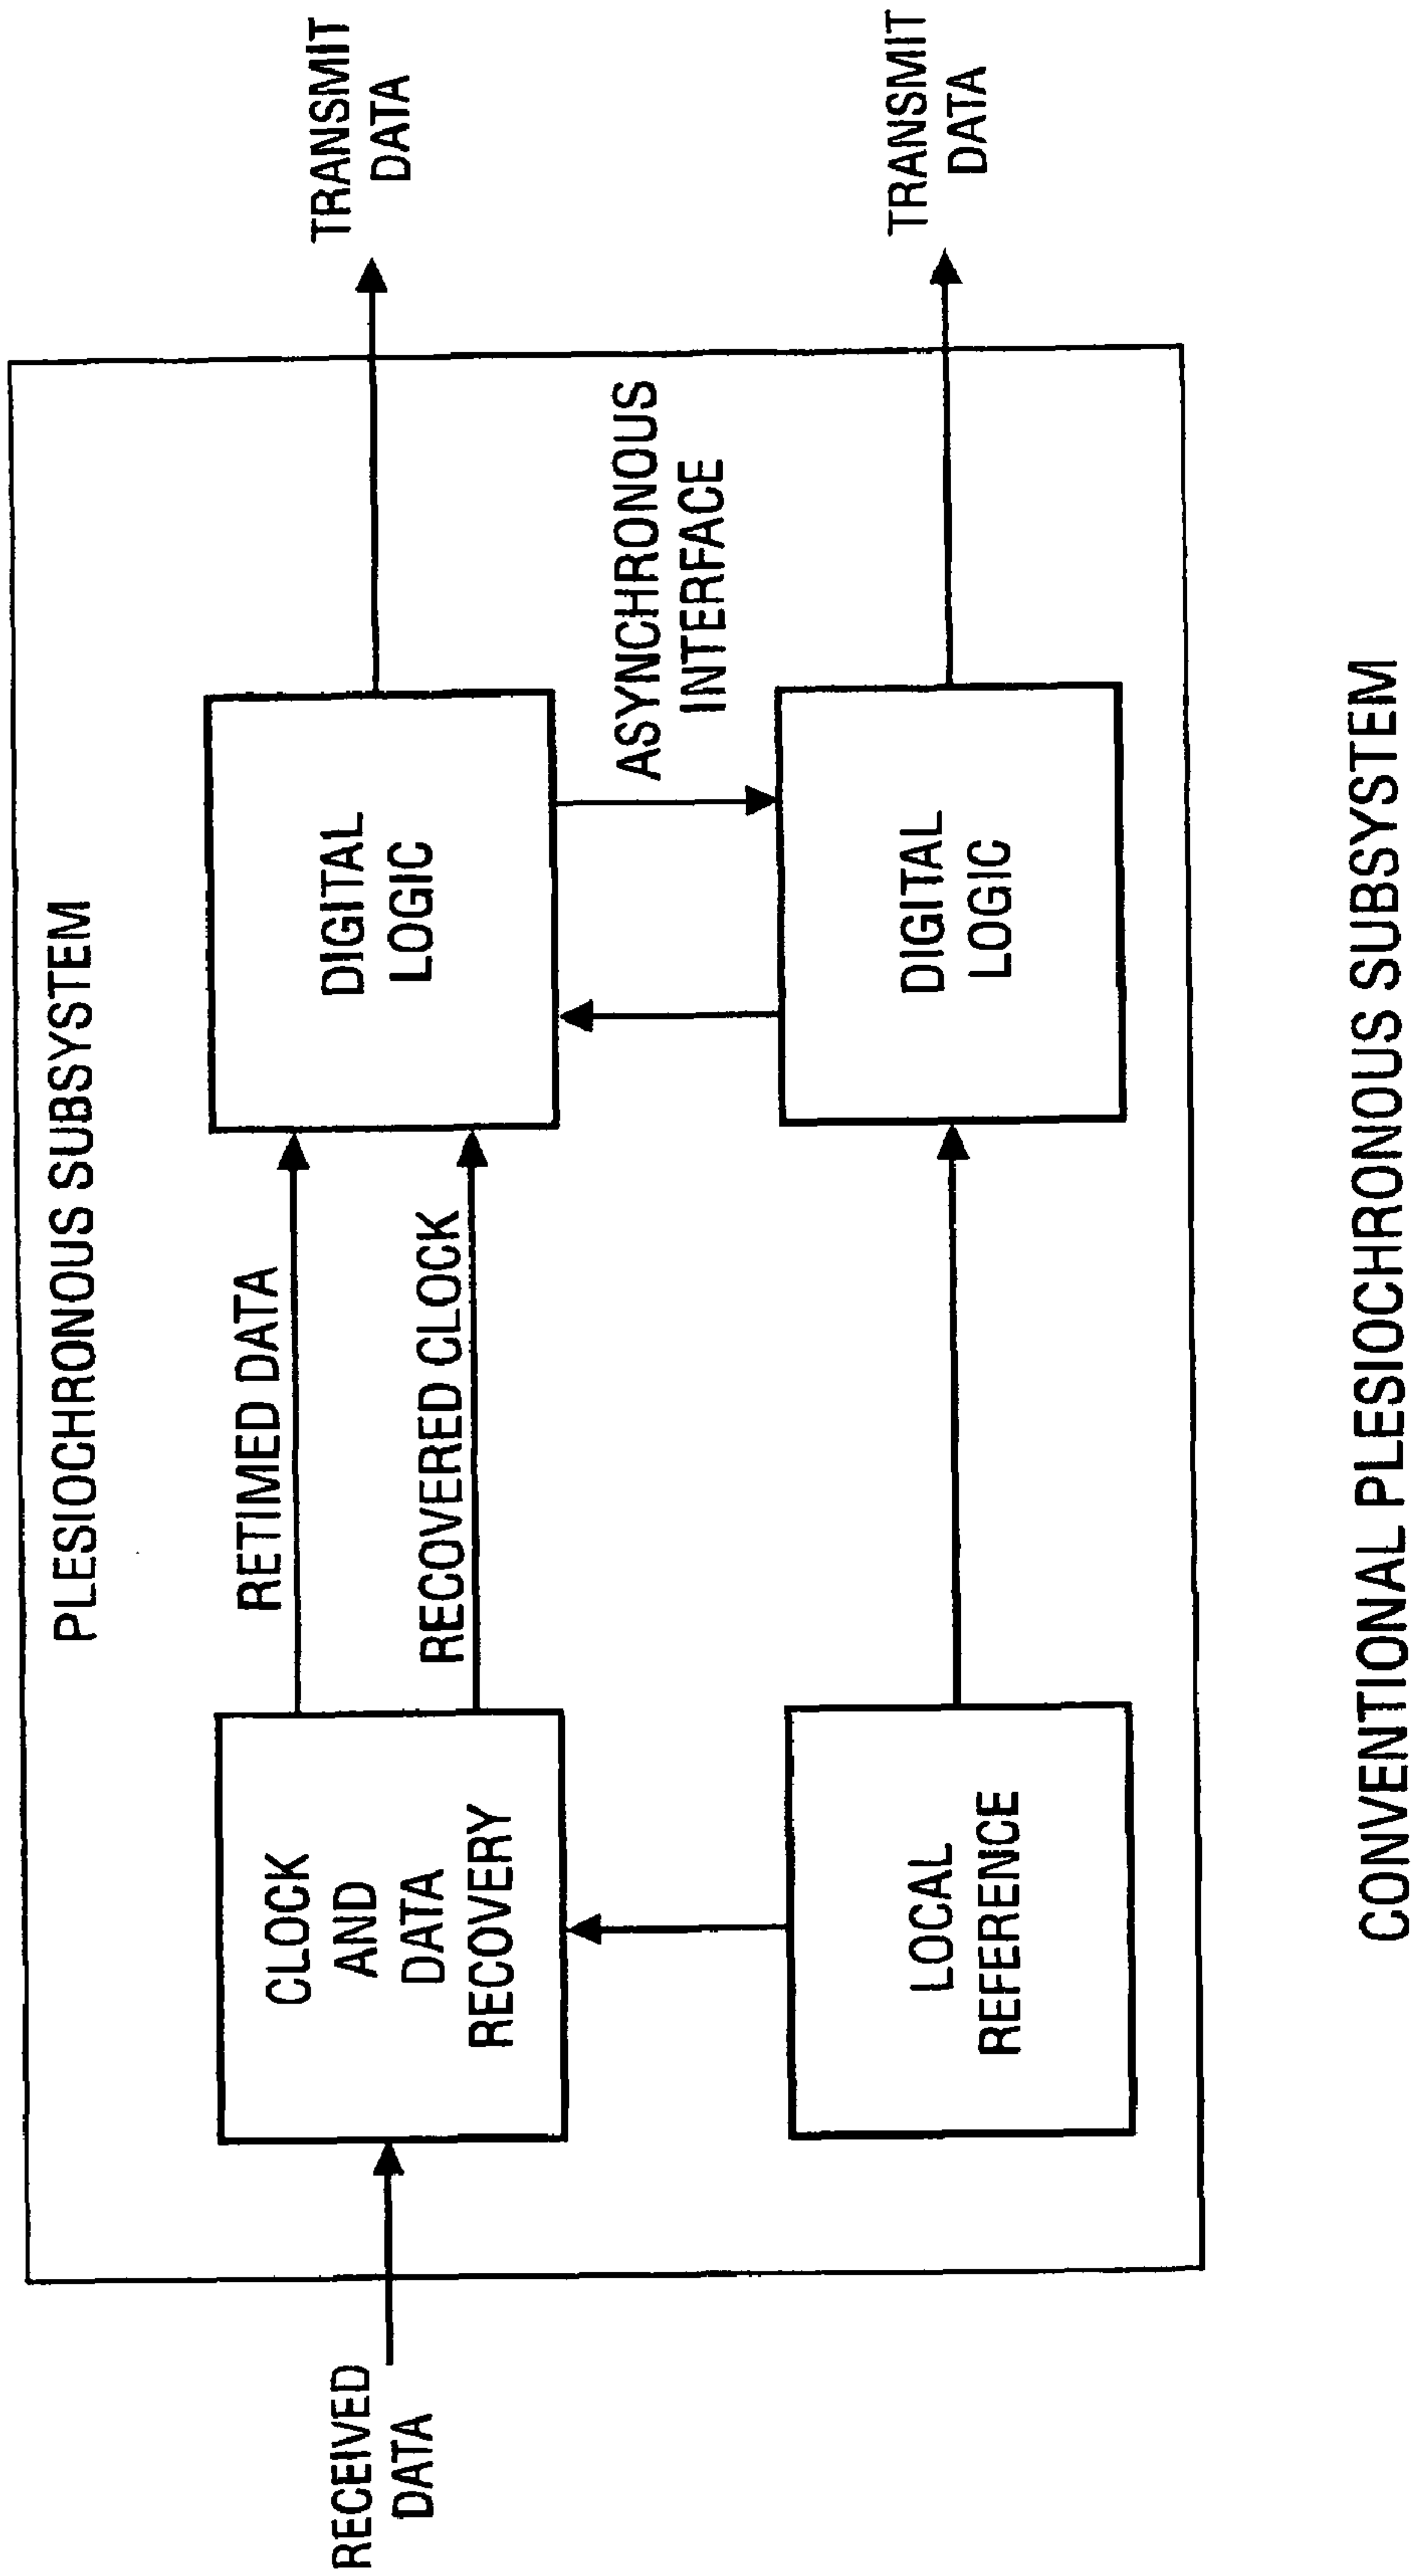 PLESIOCHRONOUS SUBSYSTEM
RECEIVED
DATA
CLOCK
AND
DATA
RECOVERY
RETIMED DATA
RECOVERED CLOCK
DIGITAL
LOGIC
TRANSMIT
DATA
ASYNCHRONOUS
INTERFACE
LOCAL
REFERENCE
DIGITAL
LOGIC
TRANSMIT
DATA
CONVENTIONAL PLESIOCHRONOUS SUBSYSTEM